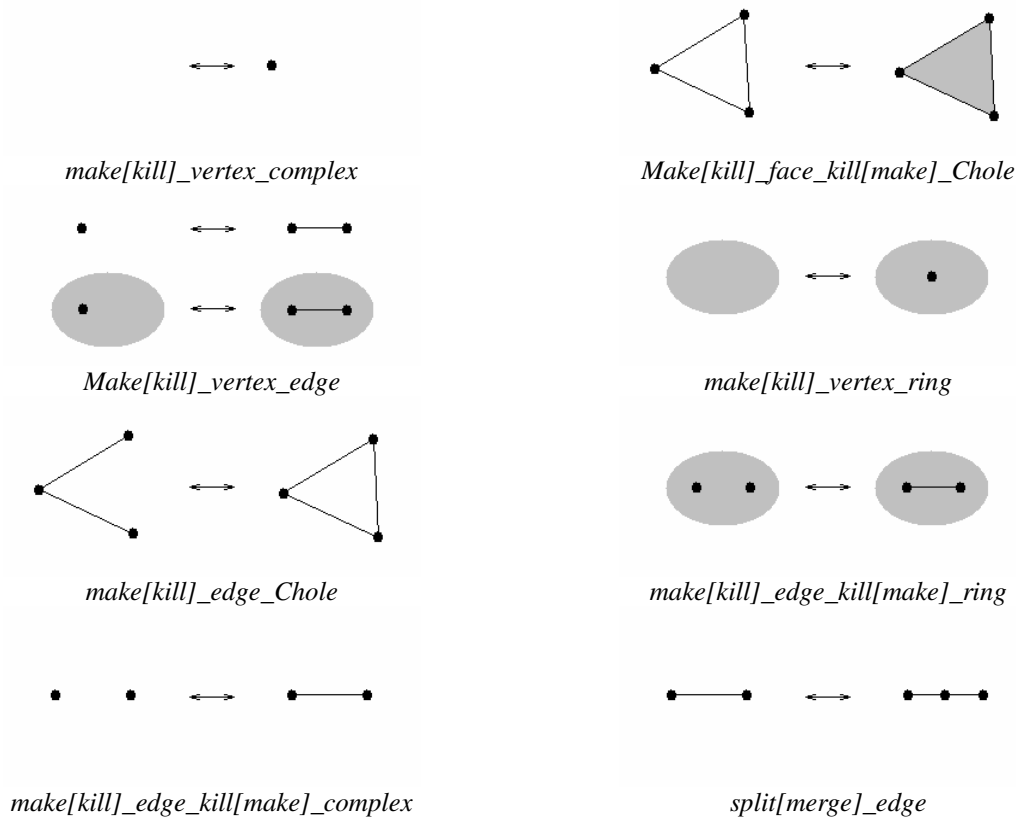 make[kill]_vertex_complex
Make[kill]_face_kill[make]_Chole
Make[kill]_vertex_edge
make[kill]_vertex_ring
make[kill]_edge_Chole
make[kill]_edge_kill[make]_ring
make[kill]_edge_kill[make]_complex
split[merge]_edge